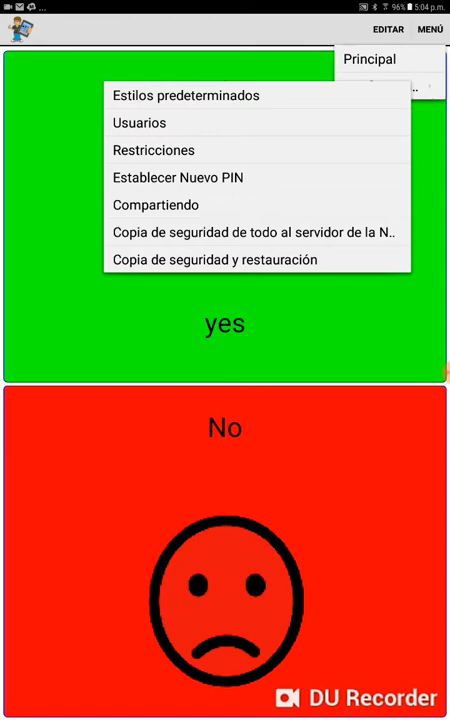 96% 5:04 p.m.
EDITAR MENÚ
Principal
..
Estilos predeterminados
Usuarios
Restricciones
Establecer Nuevo PIN
Compartiendo
Copia de seguridad de todo al servidor de la N..
Copia de seguridad y restauración
yes
No
DU Recorder